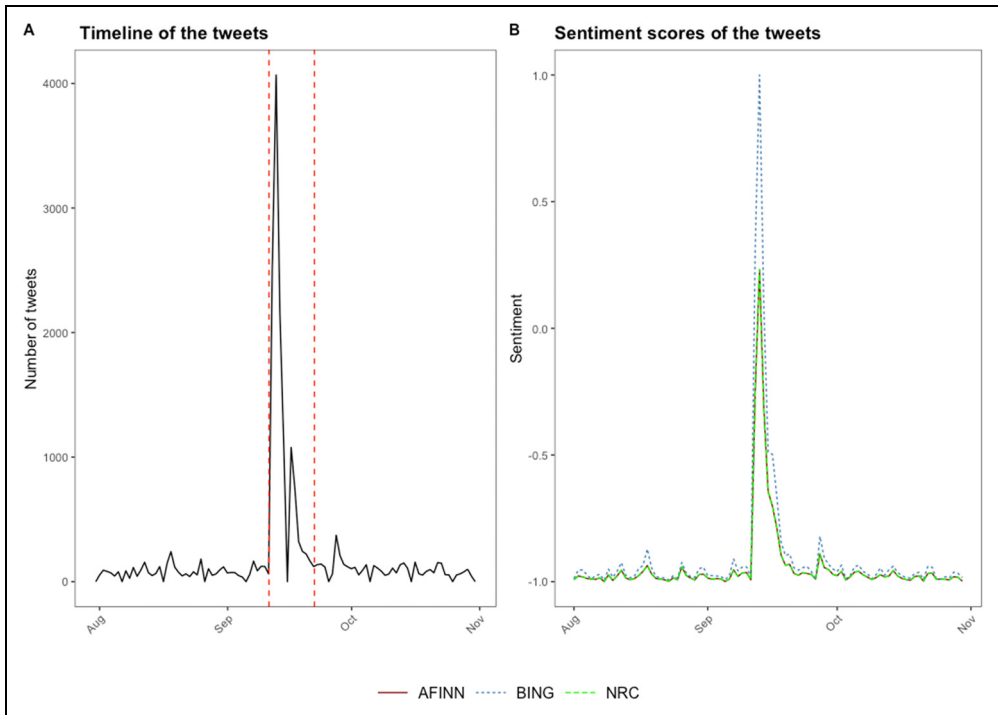 A Timeline of the tweets
Number of tweets
4000
3000
2000
1000
0
Aug
Sep
Oct
Nov
B Sentiment scores of the tweets
Sentiment
1.0
0.5
0.0
-0.5
-1.0
Aug
Sep
Oct
Nov
AFINN BING NRC